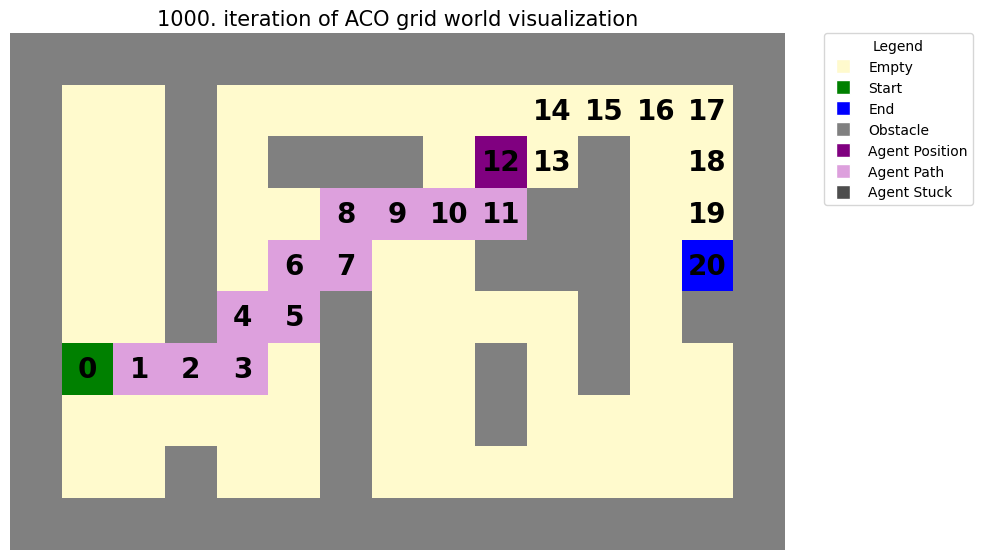 1000. iteration of ACO grid world visualization
14 15 16 17
12 13 18
8 9 10 11 19
6 7 20
4 5
0 1 2 3
Legend
Empty
Start
End
Obstacle
Agent Position
Agent Path
Agent Stuck